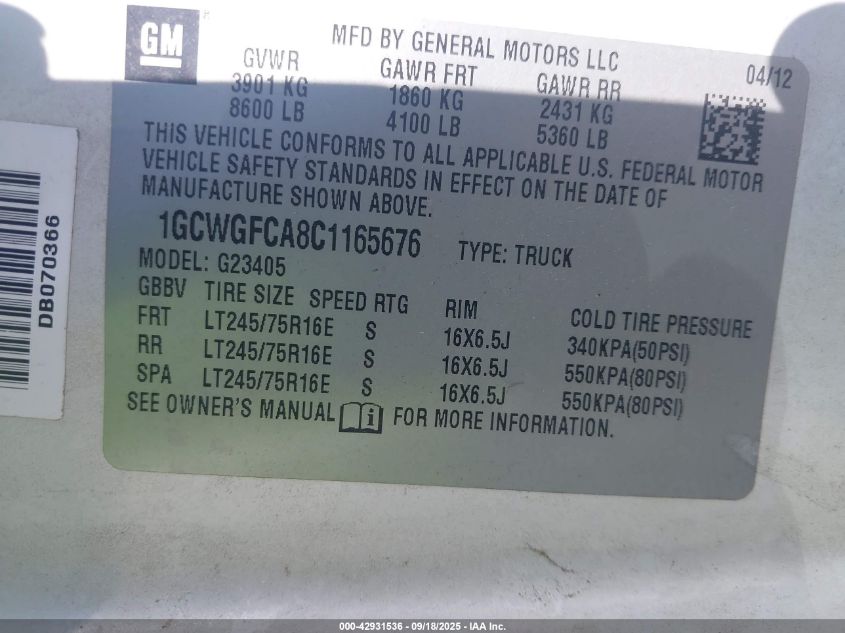 GM
MFD BY GENERAL MOTORS LLC
04/12
GVWR GAWR FRT GAWR RR
3901 KG 1860 KG 2431 KG
8600 LB 4100 LB 5360 LB
THIS VEHICLE CONFORMS TO ALL APPLICABLE U.S. FEDERAL MOTOR
VEHICLE SAFETY STANDARDS IN EFFECT ON THE DATE OF
MANUFACTURE SHOWN ABOVE.
1GCWGFCA8C1165676 TYPE: TRUCK
MODEL: G23405
GBBV TIRE SIZE SPEED RTG RIM COLD TIRE PRESSURE
FRT LT245/75R16E S 16X6.5J 340KPA(50PSI)
RR LT245/75R16E S 16X6.5J 550KPA(80PSI)
SPA LT245/75R16E S 16X6.5J 550KPA(80PSI)
SEE OWNER'S MANUAL i FOR MORE INFORMATION.
DB070366
000-42931536 - 09/18/2025 - IAA Inc.